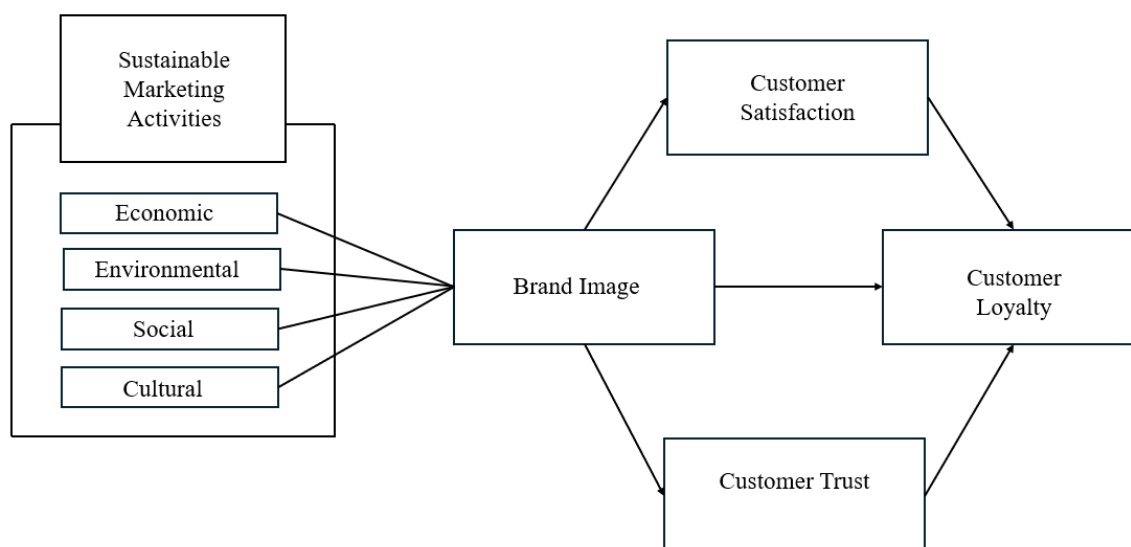 Sustainable
Marketing
Activities
Economic
Environmental
Social
Cultural
Brand Image
Customer
Satisfaction
Customer Trust
Customer
Loyalty